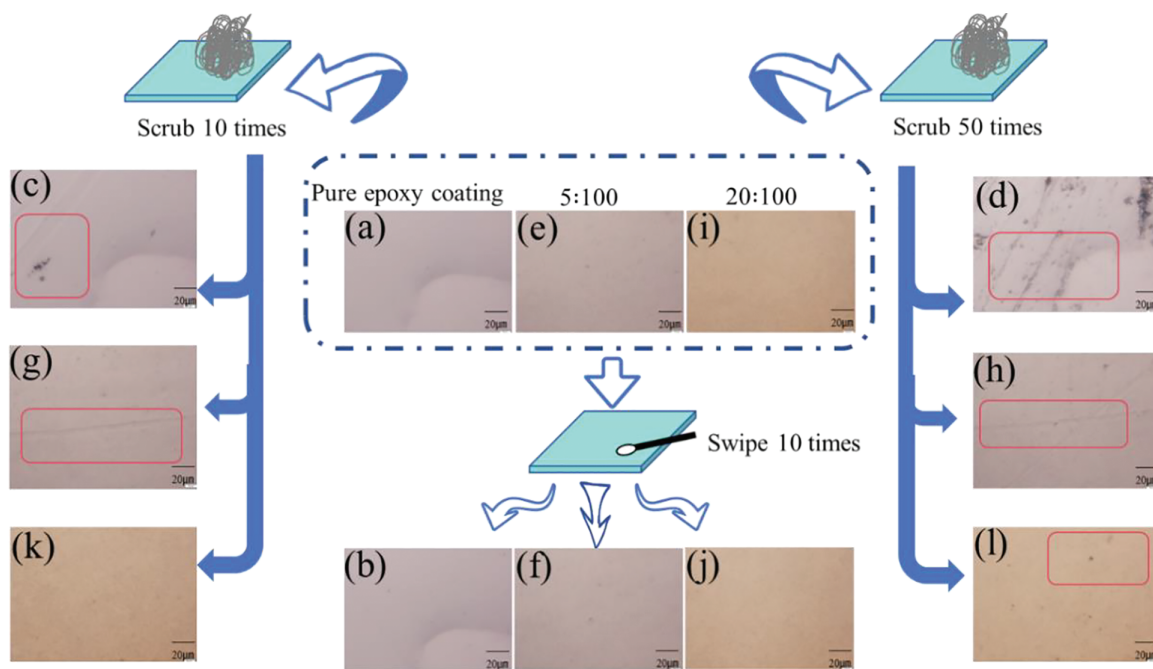 Scrub 10 times
Scrub 50 times
Pure epoxy coating 5:100 20:100
(c)
20μm
(a)
20μm
(e)
20μm
(i)
20μm
(d)
20μm
(g)
20μm
(h)
20μm
Swipe 10 times
(k)
20μm
(b)
20μm
(f)
20μm
(j)
20μm
(l)
20μm